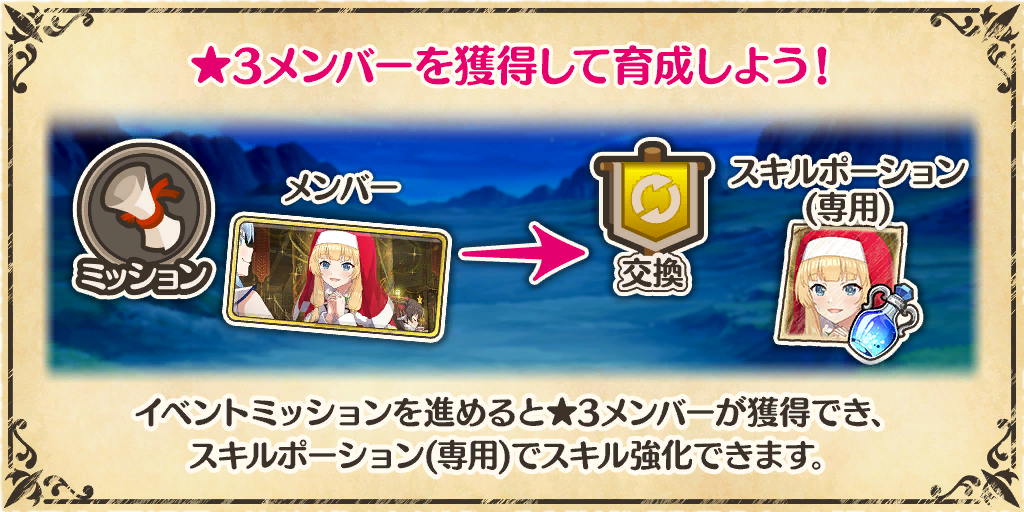 ★3メンバーを獲得して育成しよう!
ミッション
メンバー
交換
スキルポーション
(専用)
イベントミッションを進めると★3メンバーが獲得でき、
スキルポーション(専用)でスキル強化できます。